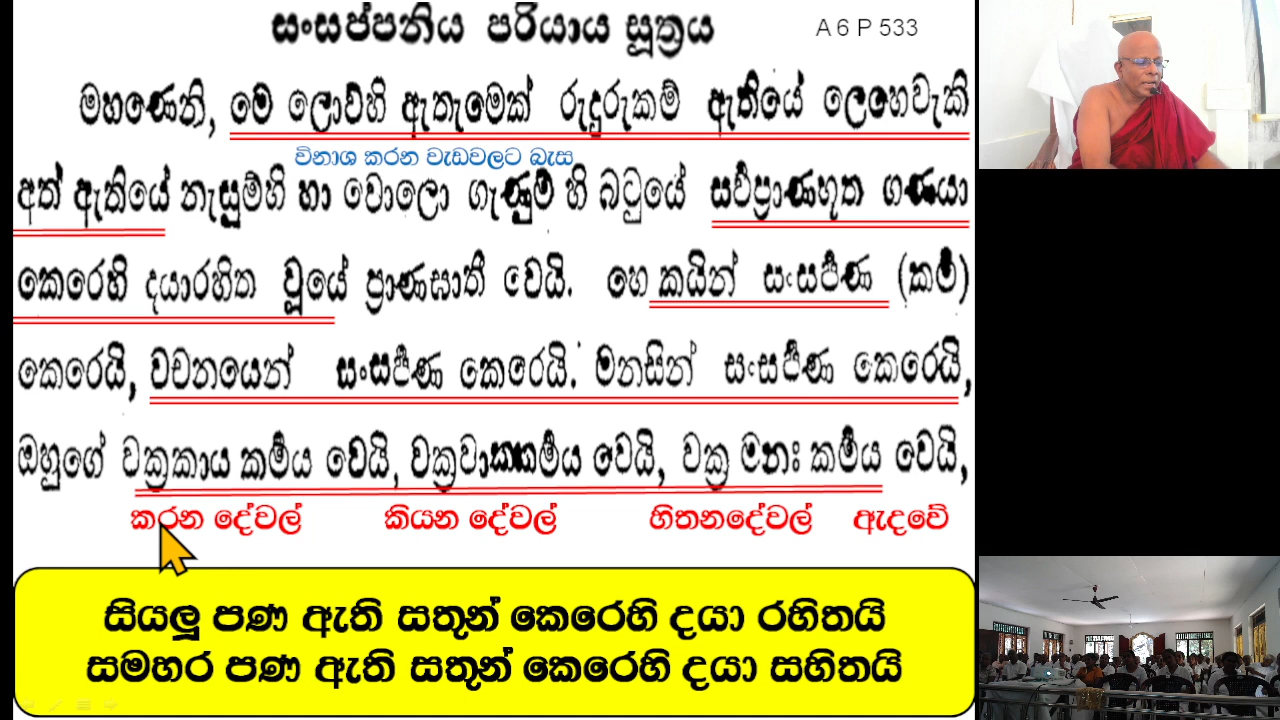 සංසප්පනිය පරියාය සූත්‍රය
A 6 P 533
මහණෙනි, මේ ලොව්හි ඇතැමෙක් රුදුරුකම් ඇතියේ ලෙහෙවැකි
විනාශ කරන වැඩවලට බැස
අත් ඇතියේ නැසුම්හි හා වොලො ගැණුම් හි බටුයේ සර්‍වප්‍රාණභූත ගණයා
කෙරෙහි දයාරහිත වූයේ ප්‍රාණඝාතී වෙයි. හෙ කයින් සංසර්‍පණ (කර්‍ම)
කෙරෙයි, වචනයෙන් සංසර්‍පණ කෙරෙයි. මනසින් සංසර්‍පණ කෙරෙයි,
ඔහුගේ වක්‍රකාය කර්‍මය වෙයි, වක්‍රවාක්කර්‍මය වෙයි, වක්‍ර මනඃ කර්‍මය වෙයි,
කරන දේවල් කියන දේවල් හිතනදේවල් ඇදවේ
සියලූ පණ ඇති සතුන් කෙරෙහි දයා රහිතයි
සමහර පණ ඇති සතුන් කෙරෙහි දයා සහිතයි